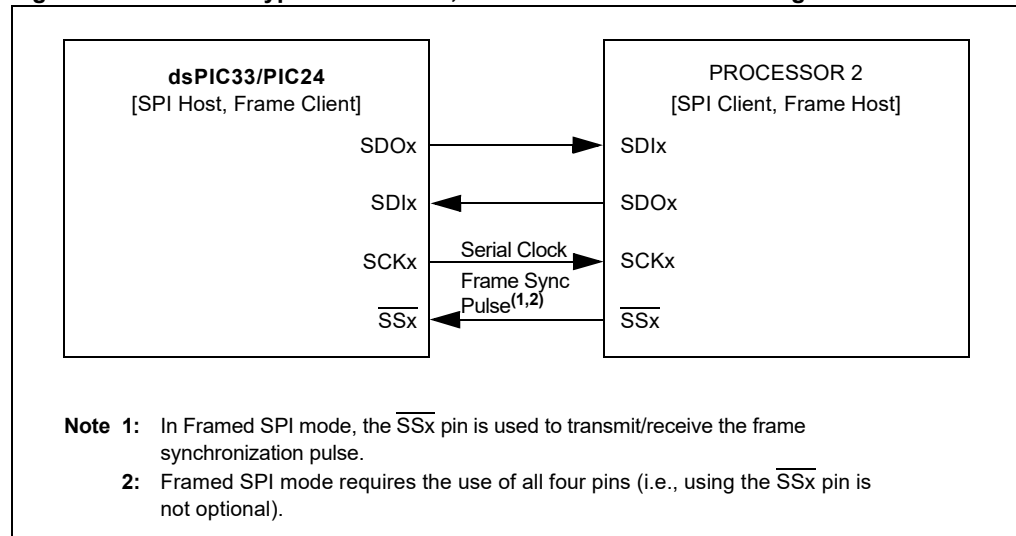 dsPIC33/PIC24
[SPI Host, Frame Client]
PROCESSOR 2
[SPI Client, Frame Host]
SDOx
SDIx
SDIx
SDOx
SCKx
Serial Clock
SCKx
Frame Sync
Pulse(1,2)
SSx
SSx
Note 1: In Framed SPI mode, the SSx pin is used to transmit/receive the frame
synchronization pulse.
2: Framed SPI mode requires the use of all four pins (i.e., using the SSx pin is
not optional).